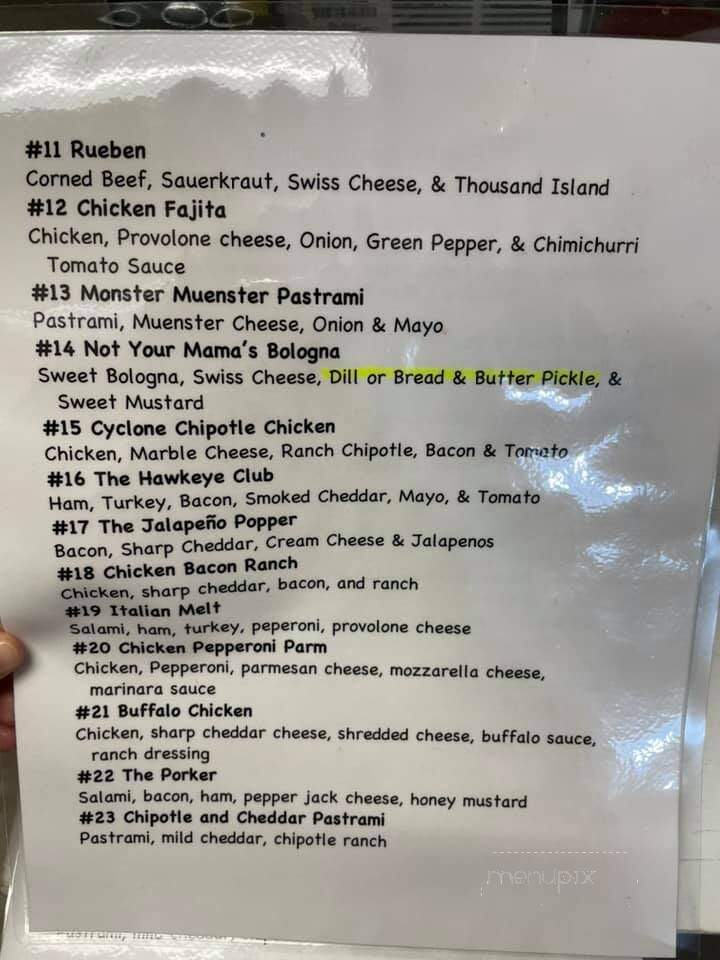 #11 Rueben
Corned Beef, Sauerkraut, Swiss Cheese, & Thousand Island
#12 Chicken Fajita
Chicken, Provolone cheese, Onion, Green Pepper, & Chimichurri
Tomato Sauce
#13 Monster Muenster Pastrami
Pastrami, Muenster Cheese, Onion & Mayo
#14 Not Your Mama's Bologna
Sweet Bologna, Swiss Cheese, Dill or Bread & Butter Pickle, &
Sweet Mustard
#15 Cyclone Chipotle Chicken
Chicken, Marble Cheese, Ranch Chipotle, Bacon & Tomato
#16 The Hawkeye Club
Ham, Turkey, Bacon, Smoked Cheddar, Mayo, & Tomato
#17 The Jalapeño Popper
Bacon, Sharp Cheddar, Cream Cheese & Jalapenos
#18 Chicken Bacon Ranch
Chicken, sharp cheddar, bacon, and ranch
#19 Italian Melt
Salami, ham, turkey, peperoni, provolone cheese
#20 Chicken Pepperoni Parm
Chicken, Pepperoni, parmesan cheese, mozzarella cheese,
marinara sauce
#21 Buffalo Chicken
Chicken, sharp cheddar cheese, shredded cheese, buffalo sauce,
ranch dressing
#22 The Porker
Salami, bacon, ham, pepper jack cheese, honey mustard
#23 Chipotle and Cheddar Pastrami
Pastrami, mild cheddar, chipotle ranch
menupix